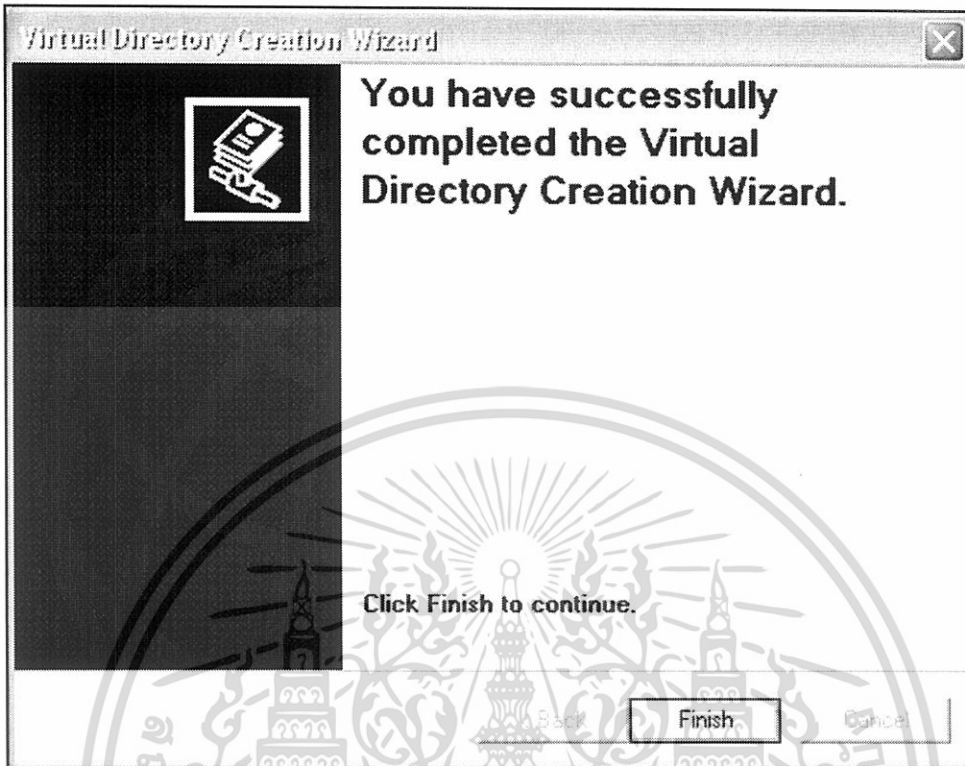 Virtual Directory Creation Wizard
You have successfully
completed the Virtual
Directory Creation Wizard.
Click Finish to continue.
Back
Finish
Cancel